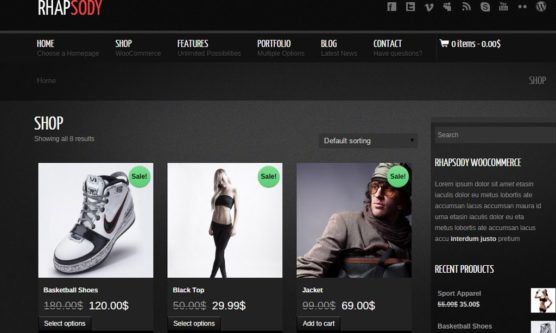 RHAPSODY
HOME
Choose a Homepage
SHOP
WooCommerce
FEATURES
Unlimited Possibilities
PORTFOLIO
Multiple Options
BLOG
Latest News
CONTACT
Have questions?
0 items - 0.00$
Home
SHOP
SHOP
Showing all 8 results
Default sorting
Sale!
Sale!
Sale!
Basketball Shoes
180.00$ 120.00$
Select options
Black Top
50.00$ 29.99$
Select options
Jacket
99.00$ 69.00$
Add to cart
Search
RHAPSODY WOOCOMMERCE
Lorem ipsum dolor sit amet etasin
iaculis dolor eu metus lobortis ate
accumsan lacus accumsan maura id
urna etasin iaculis dolor eu eta
metus lobortis ate accumsan lacus
accu interdum justo pretium
RECENT PRODUCTS
Sport Apparel
55.00$ 35.00$
Basketball Shoes